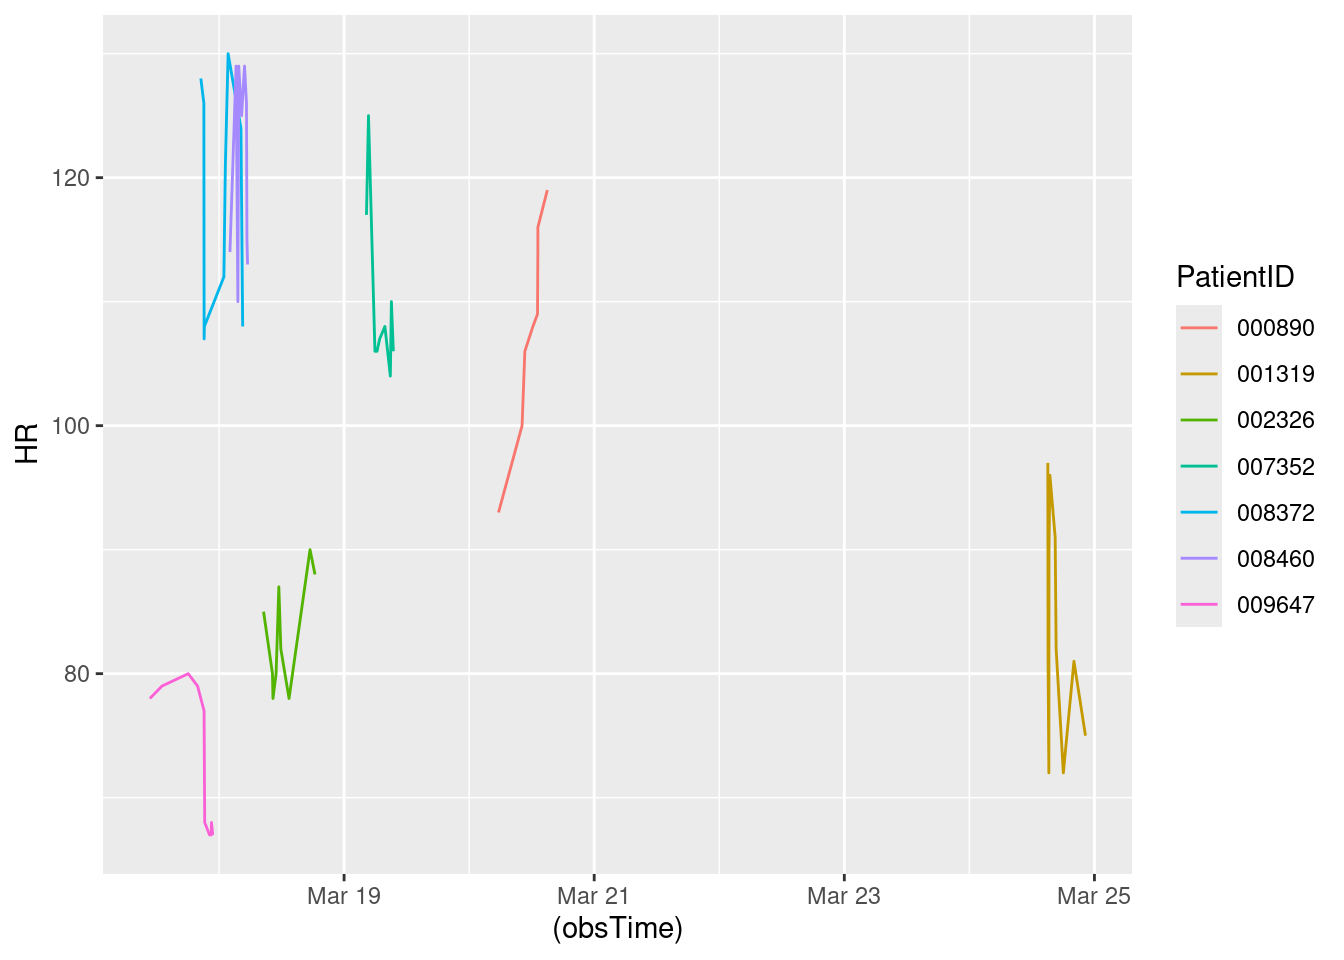 120
100
80
HR
Mar 19
Mar 21
Mar 23
Mar 25
(obsTime)
PatientID
000890
001319
002326
007352
008372
008460
009647